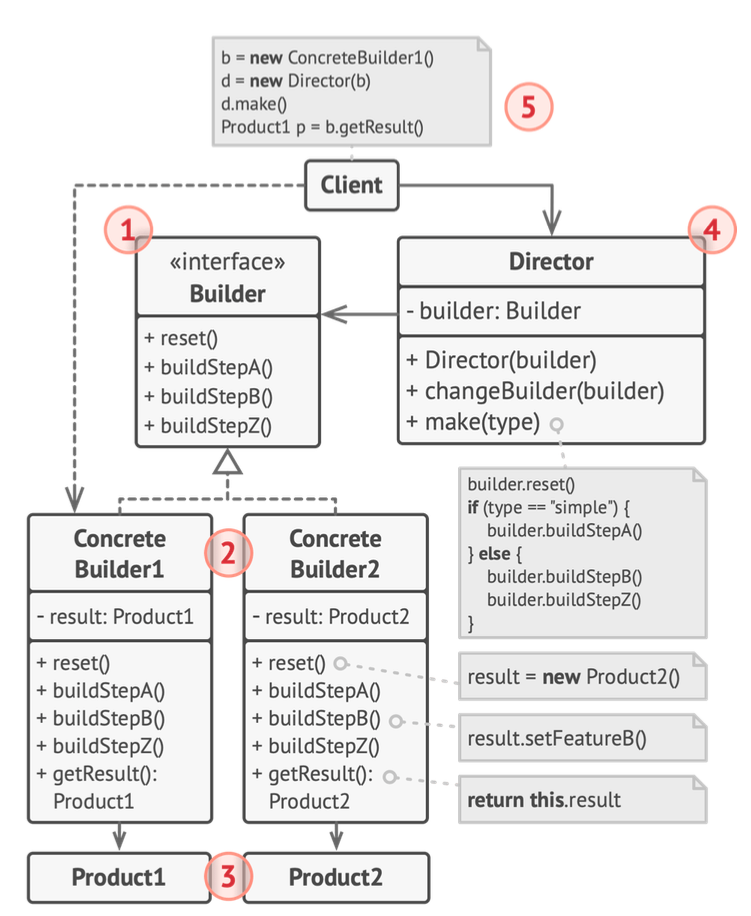 b = new ConcreteBuilder1()
d = new Director(b)
d.make()
Product1 p = b.getResult()
5
Client
1
«interface»
Builder
+ reset()
+ buildStepA()
+ buildStepB()
+ buildStepZ()
4
Director
- builder: Builder
+ Director(builder)
+ changeBuilder(builder)
+ make(type)
builder.reset()
if (type == "simple") {
builder.buildStepA()
} else {
builder.buildStepB()
builder.buildStepZ()
}
Concrete
Builder1
- result: Product1
+ reset()
+ buildStepA()
+ buildStepB()
+ buildStepZ()
+ getResult():
Product1
2
Concrete
Builder2
- result: Product2
+ reset()
+ buildStepA()
+ buildStepB()
+ buildStepZ()
+ getResult():
Product2
result = new Product2()
result.setFeatureB()
return this.result
Product1
3
Product2